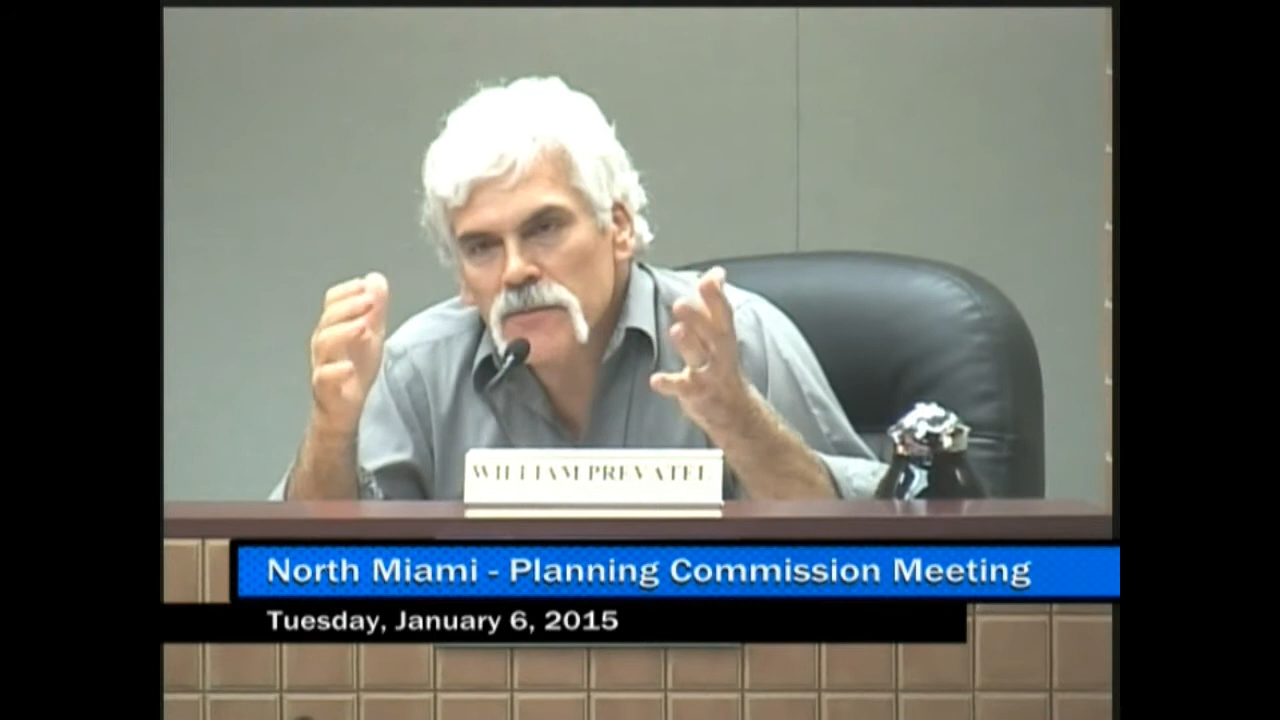 WILLIAM PREVATEL
North Miami - Planning Commission Meeting
Tuesday, January 6, 2015